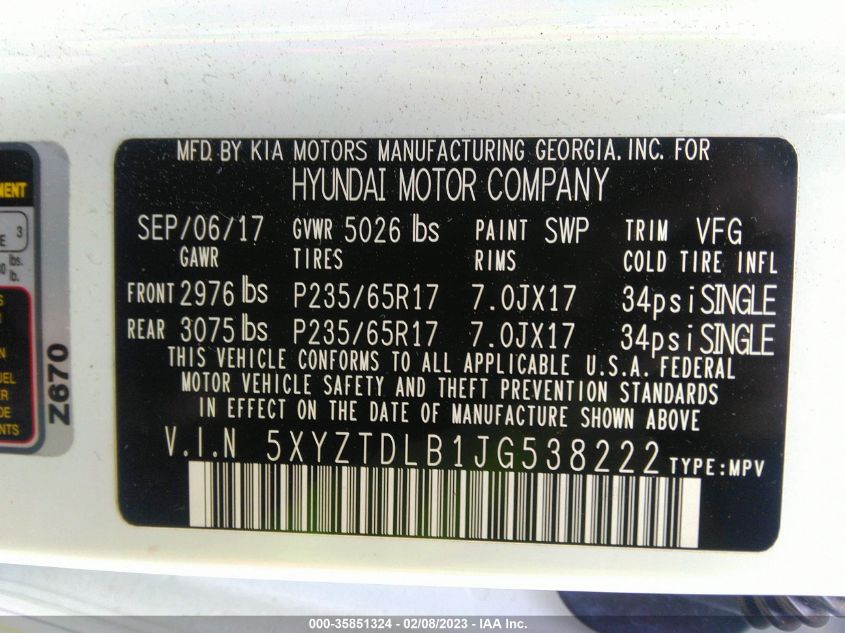 MFD. BY KIA MOTORS MANUFACTURING GEORGIA, INC. FOR
HYUNDAI MOTOR COMPANY
SEP/06/17 GVWR 5026 lbs PAINT SWP TRIM VFG
GAWR TIRES RIMS COLD TIRE INFL
FRONT 2976 lbs P235/65R17 7.0JX17 34psi SINGLE
REAR 3075 lbs P235/65R17 7.0JX17 34psi SINGLE
THIS VEHICLE CONFORMS TO ALL APPLICABLE U.S.A. FEDERAL
MOTOR VEHICLE SAFETY AND THEFT PREVENTION STANDARDS
IN EFFECT ON THE DATE OF MANUFACTURE SHOWN ABOVE
V.I.N 5XYZTDLB1JG538222 TYPE:MPV
Z670
3
lbs.
lb.
000-35851324 - 02/08/2023 - IAA Inc.